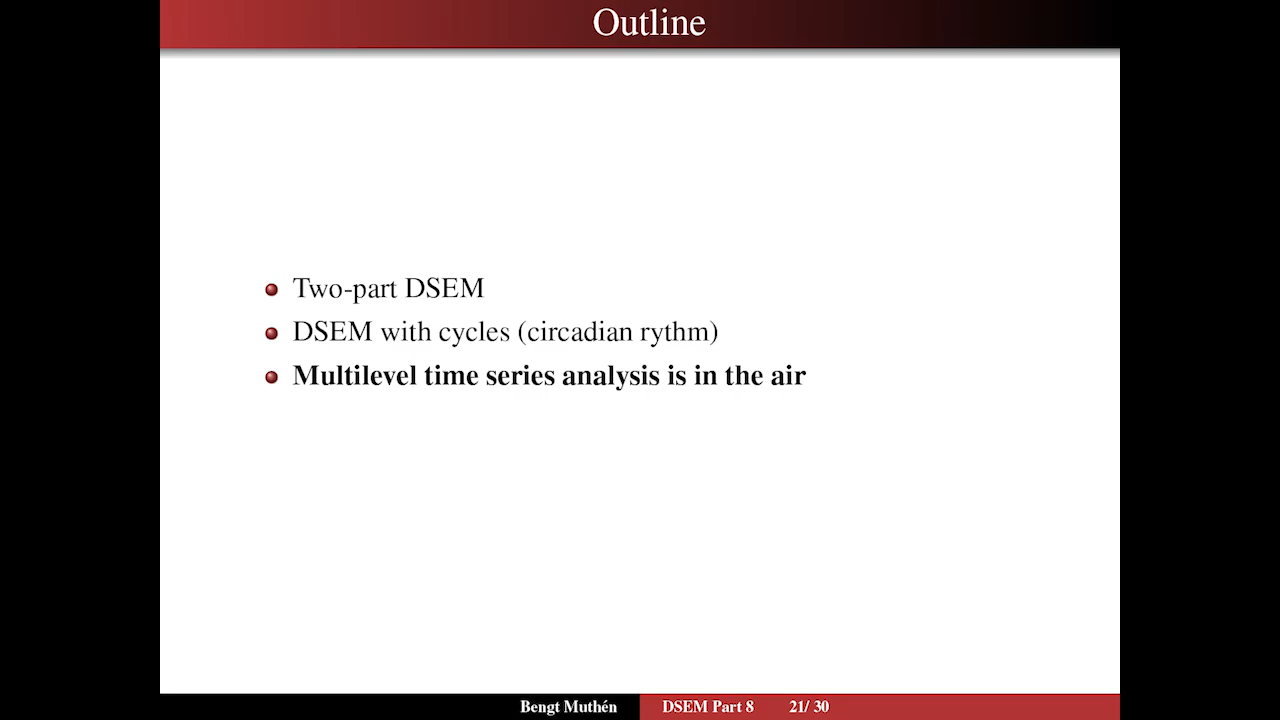 Outline
Two-part DSEM
DSEM with cycles (circadian rythm)
Multilevel time series analysis is in the air
Bengt Muthén DSEM Part 8 21/ 30